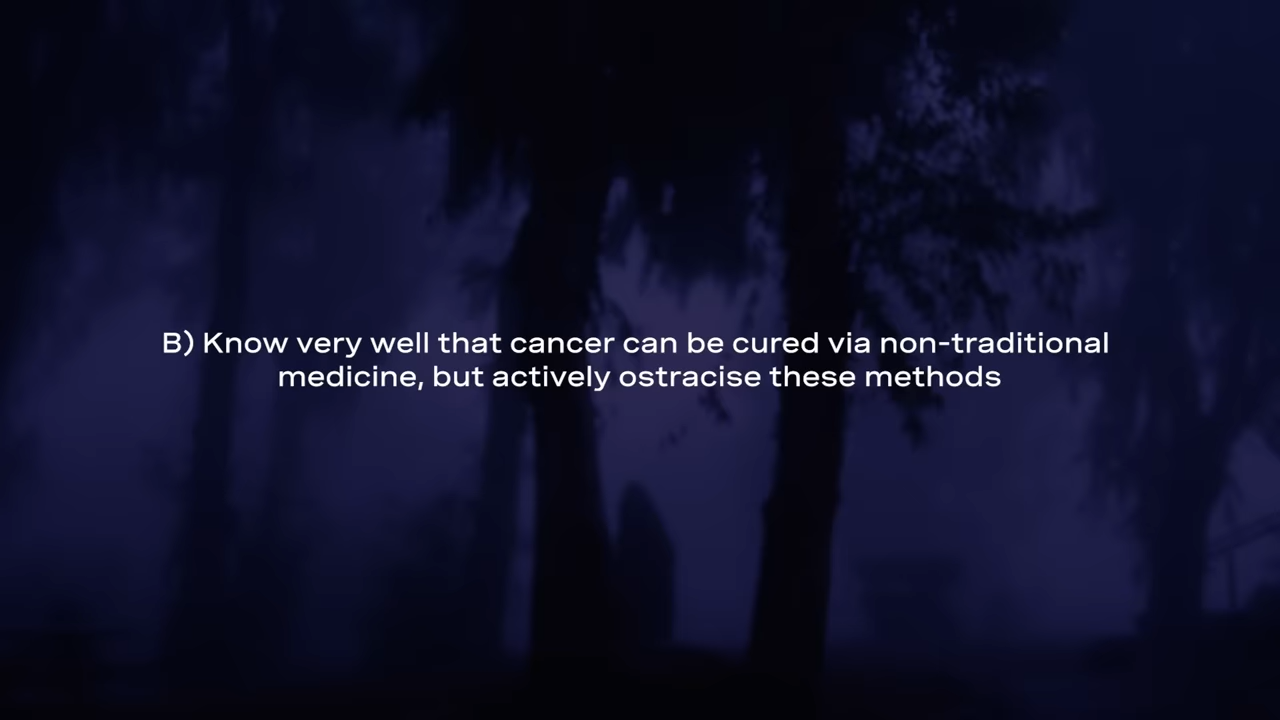 B) Know very well that cancer can be cured via non-traditional
medicine, but actively ostracise these methods